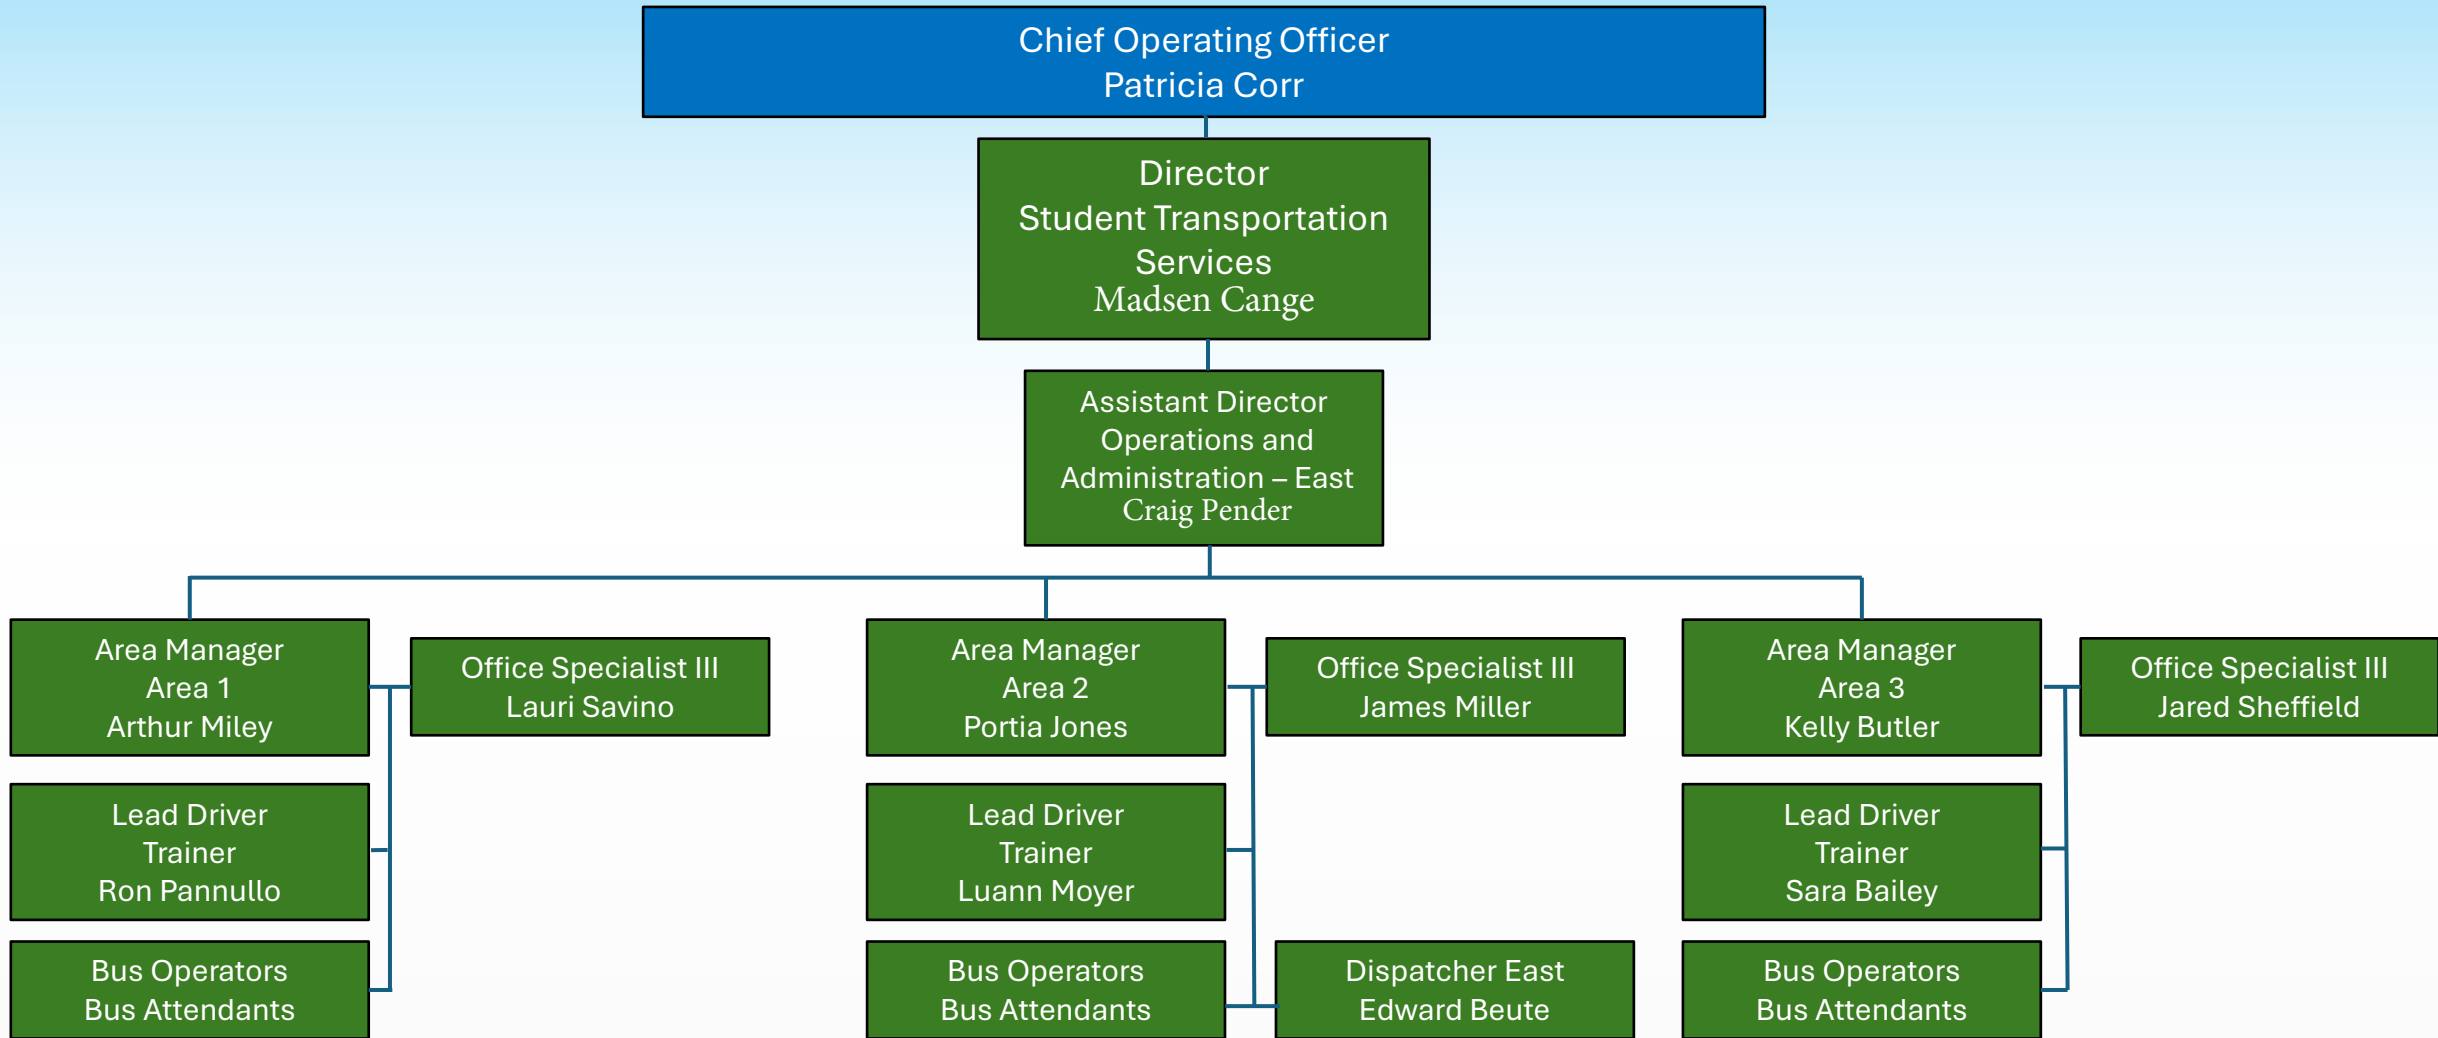 Chief Operating Officer
Patricia Corr
Director
Student Transportation
Services
Madsen Cange
Assistant Director
Operations and
Administration – East
Craig Pender
Area Manager
Area 1
Arthur Miley
Office Specialist III
Lauri Savino
Lead Driver
Trainer
Ron Pannullo
Bus Operators
Bus Attendants
Area Manager
Area 2
Portia Jones
Office Specialist III
James Miller
Lead Driver
Trainer
Luann Moyer
Bus Operators
Bus Attendants
Dispatcher East
Edward Beute
Area Manager
Area 3
Kelly Butler
Office Specialist III
Jared Sheffield
Lead Driver
Trainer
Sara Bailey
Bus Operators
Bus Attendants